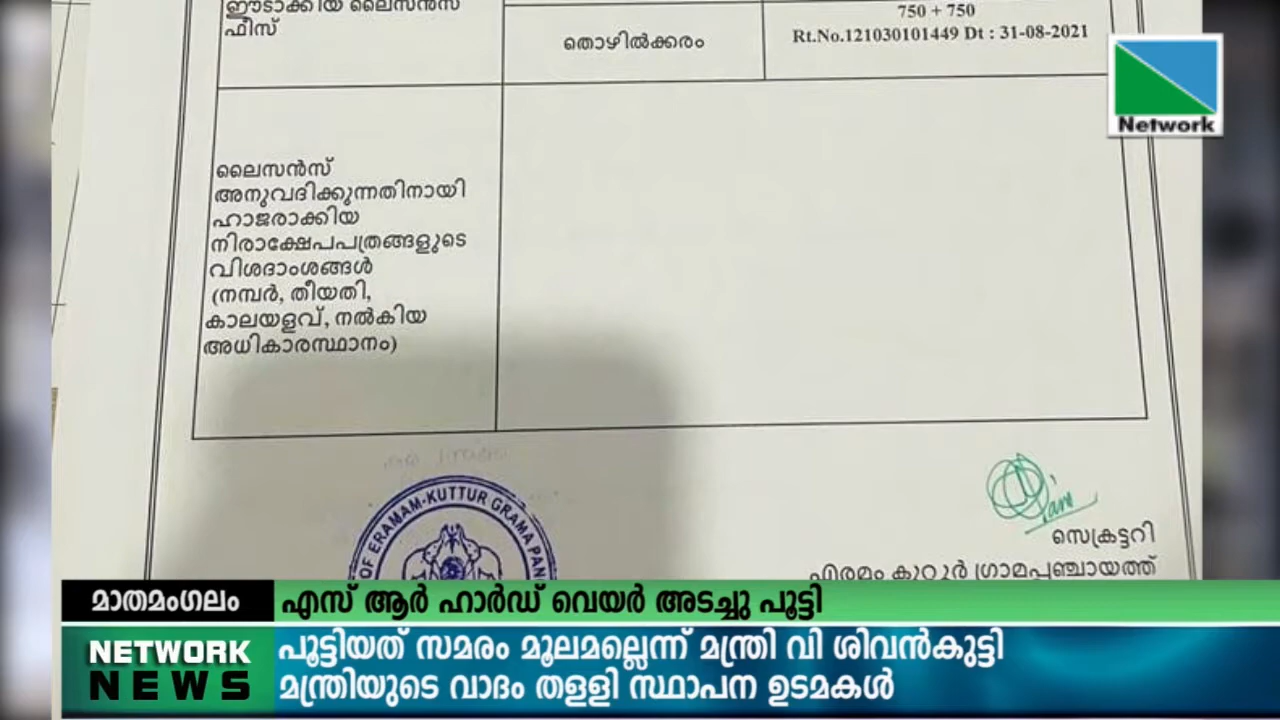 ഈടാക്കിയ ലൈസൻസ്
ഫീസ്
തൊഴിൽക്കരം
750 + 750
Rt.No.121030101449 Dt : 31-08-2021
Network
ലൈസൻസ്
അനുവദിക്കുന്നതിനായി
ഹാജരാക്കിയ
നിരാക്ഷേപപത്രങ്ങളുടെ
വിശദാംശങ്ങൾ
(നമ്പർ, തീയതി,
കാലയളവ്, നൽകിയ
അധികാരസ്ഥാനം)
OF ERAMAM-KUTTUR GRAMA PAN
സെക്രട്ടറി
എരമം കുറ്റൂർ ഗ്രാമപഞ്ചായത്ത്
മാതമംഗലം
എസ് ആർ ഹാർഡ് വെയർ അടച്ചു പൂട്ടി
NETWORK
NEWS
പൂട്ടിയത് സമരം മൂലമല്ലെന്ന് മന്ത്രി വി ശിവൻകുട്ടി
മന്ത്രിയുടെ വാദം തള്ളി സ്ഥാപന ഉടമകൾ